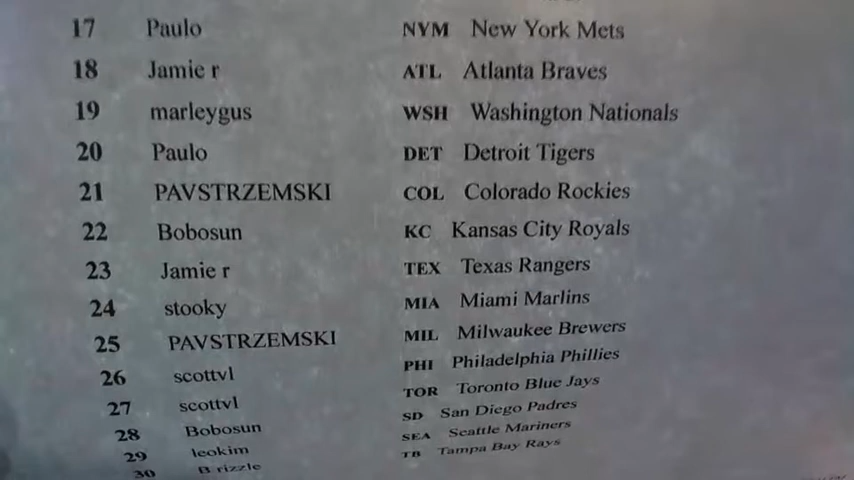 17 Paulo NYM New York Mets
18 Jamie r ATL Atlanta Braves
19 marleygus WSH Washington Nationals
20 Paulo DET Detroit Tigers
21 PAVSTRZEMSKI COL Colorado Rockies
22 Bobosun KC Kansas City Royals
23 Jamie r TEX Texas Rangers
24 stooky MIA Miami Marlins
25 PAVSTRZEMSKI MIL Milwaukee Brewers
26 scottvl PHI Philadelphia Phillies
27 scottvl TOR Toronto Blue Jays
28 Bobosun SD San Diego Padres
29 leokim SEA Seattle Mariners
30 B rizzle TB Tampa Bay Rays